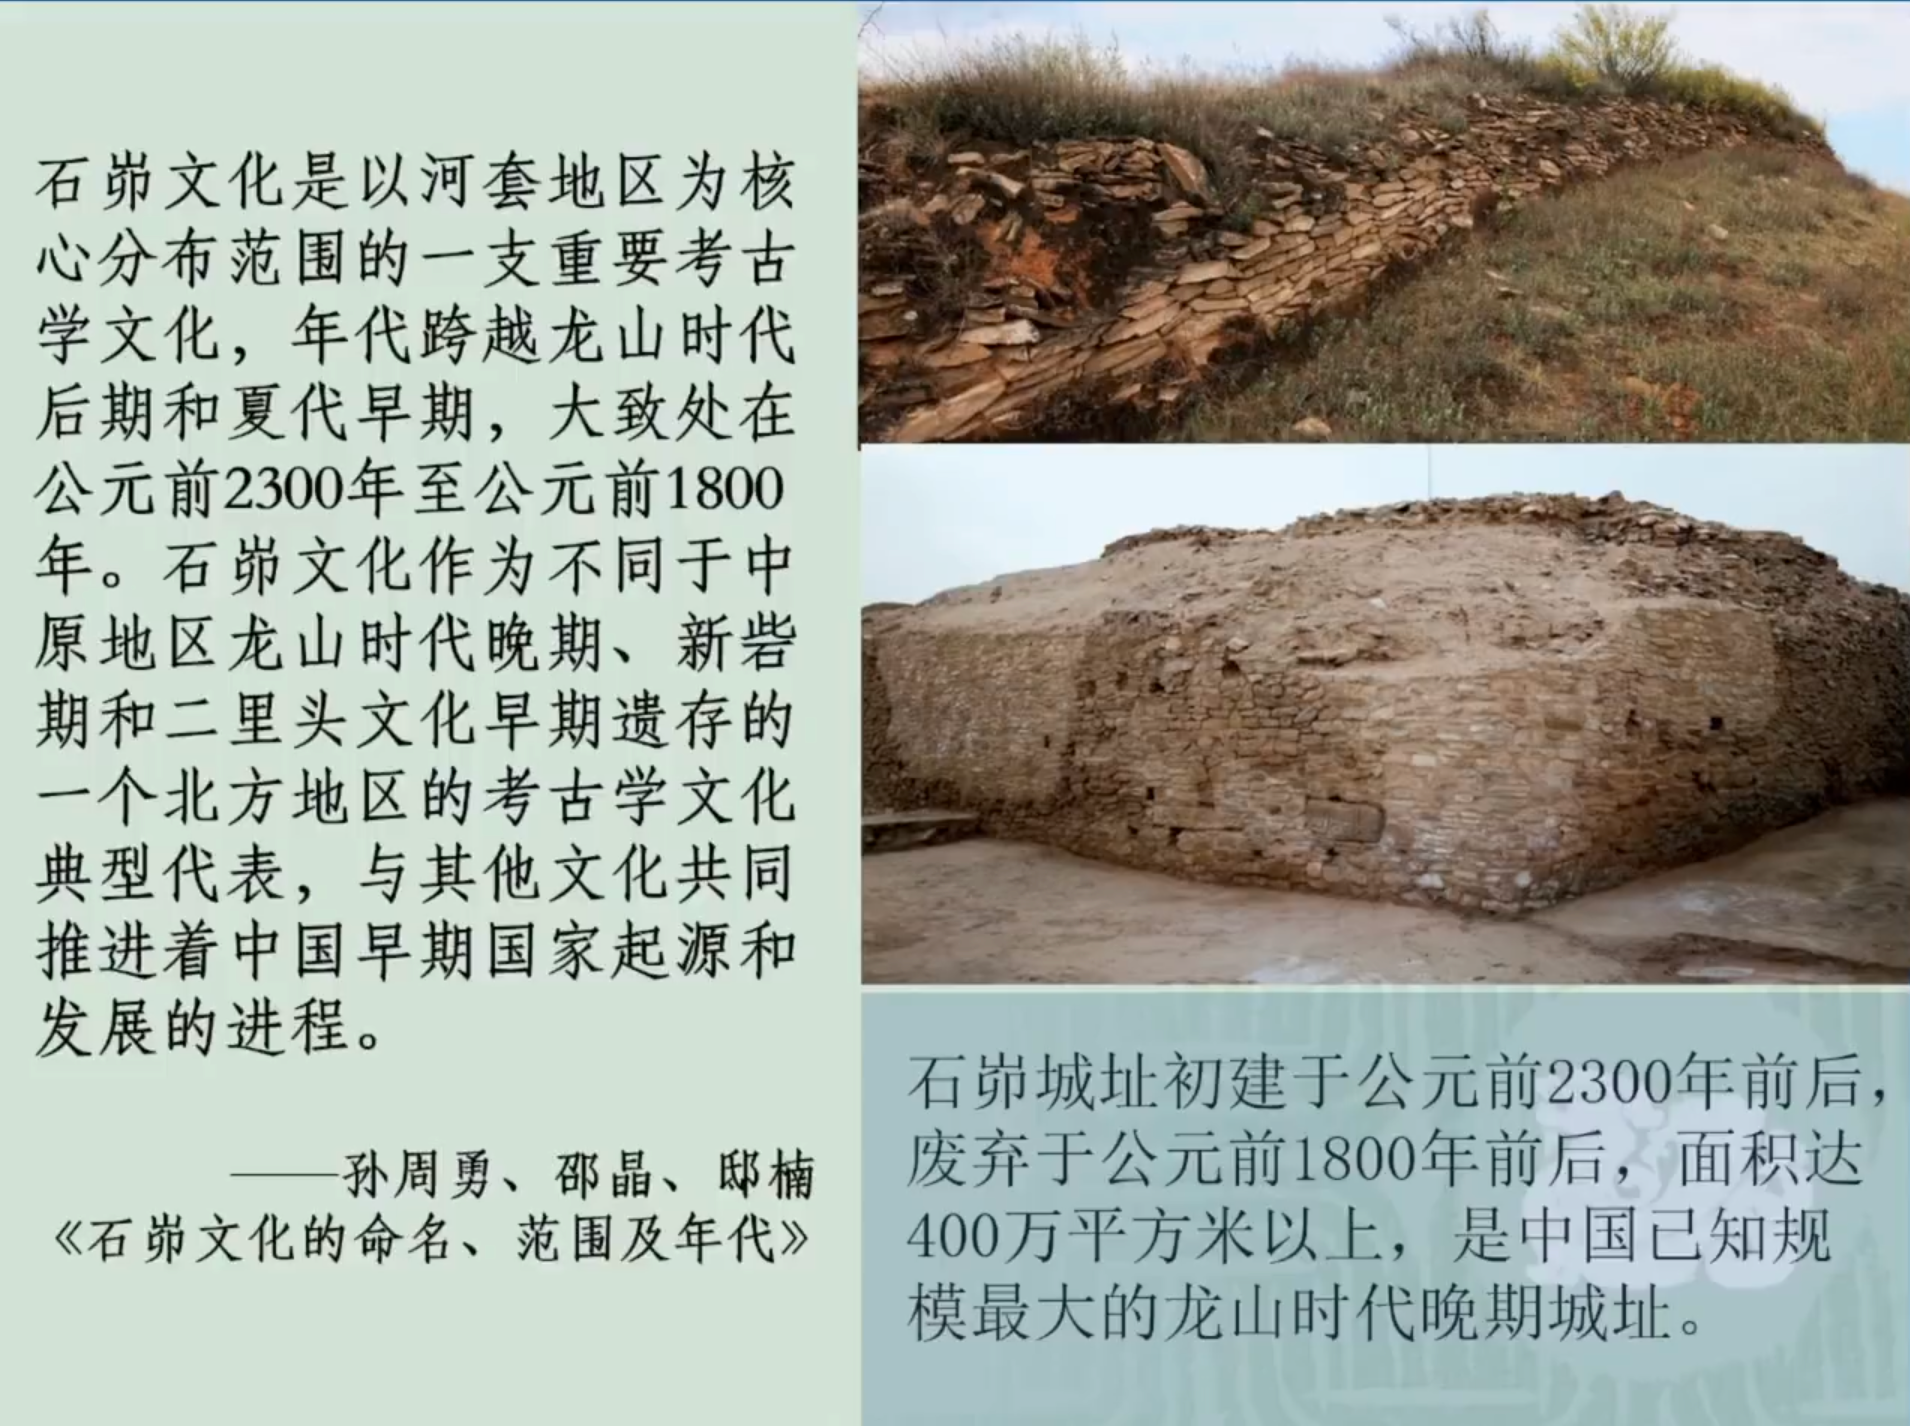 石峁文化是以河套地区为核
心分布范围的一支重要考古
学文化，年代跨越龙山时代
后期和夏代早期，大致处在
公元前2300年至公元前1800
年。石峁文化作为不同于中
原地区龙山时代晚期、新砦
期和二里头文化早期遗存的
一个北方地区的考古学文化
典型代表，与其他文化共同
推进着中国早期国家起源和
发展的进程。
——孙周勇、邵晶、邸楠
《石峁文化的命名、范围及年代》
石峁城址初建于公元前2300年前后，
废弃于公元前1800年前后，面积达
400万平方米以上，是中国已知规
模最大的龙山时代晚期城址。